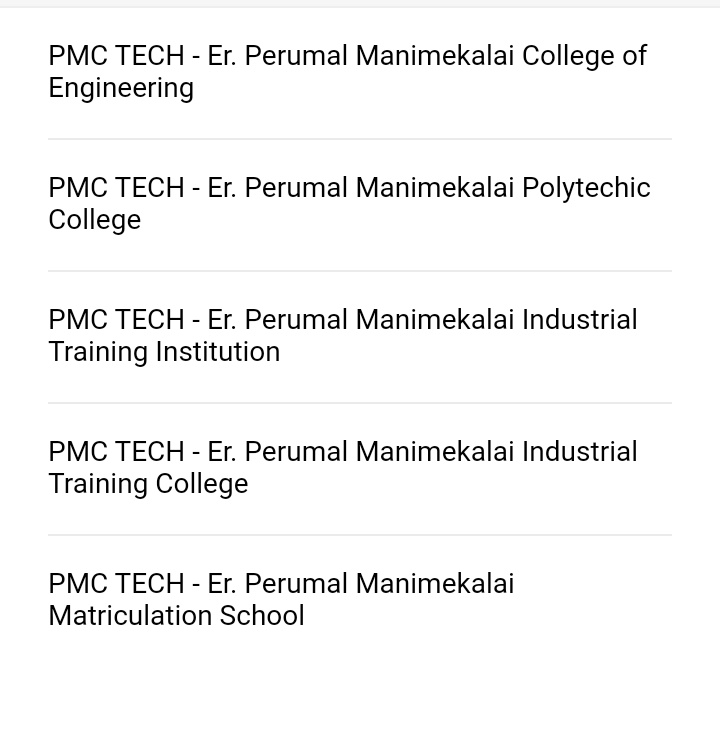 PMC TECH - Er. Perumal Manimekalai College of
Engineering
PMC TECH - Er. Perumal Manimekalai Polytechic
College
PMC TECH - Er. Perumal Manimekalai Industrial
Training Institution
PMC TECH - Er. Perumal Manimekalai Industrial
Training College
PMC TECH - Er. Perumal Manimekalai
Matriculation School